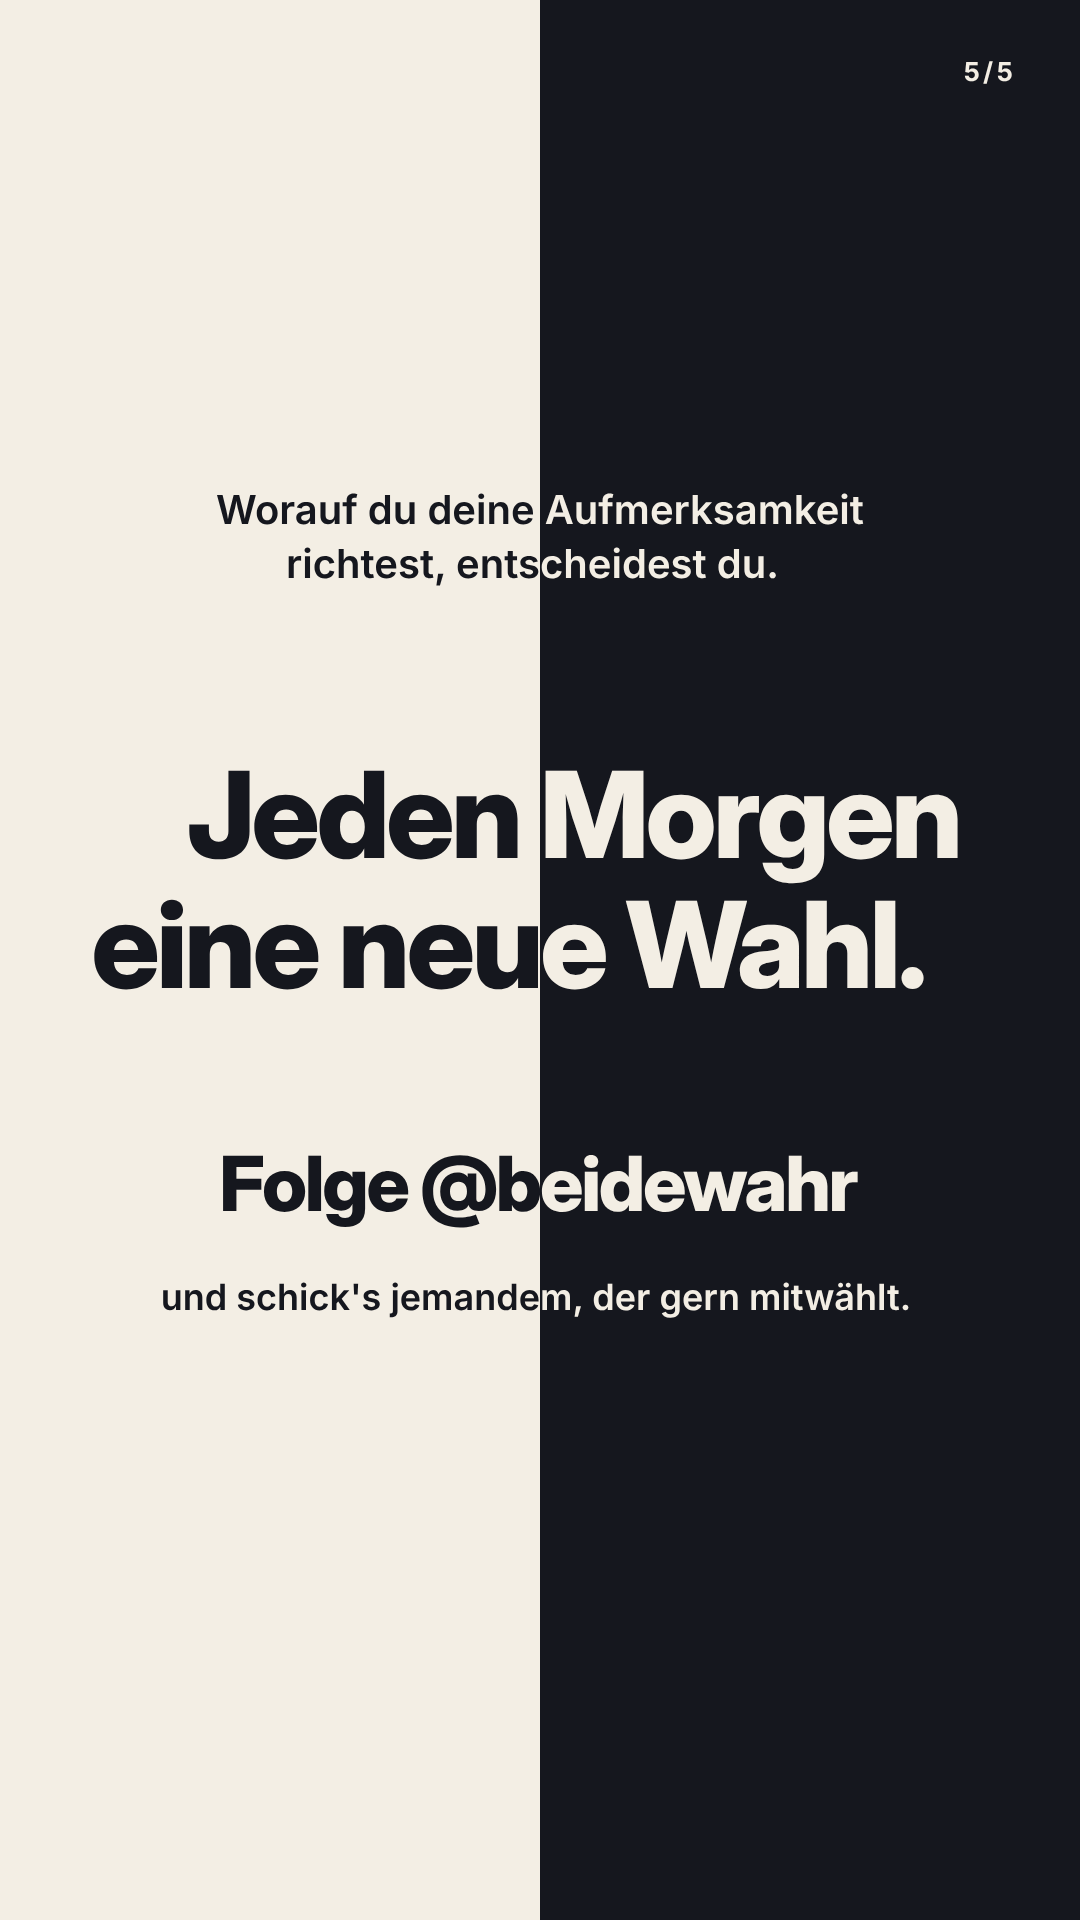 5/5
Worauf du deine Aufmerksamkeit
richtest, entscheidest du.
Jeden Morgen
eine neue Wahl.
Folge @beidewahr
und schick's jemandem, der gern mitwählt.